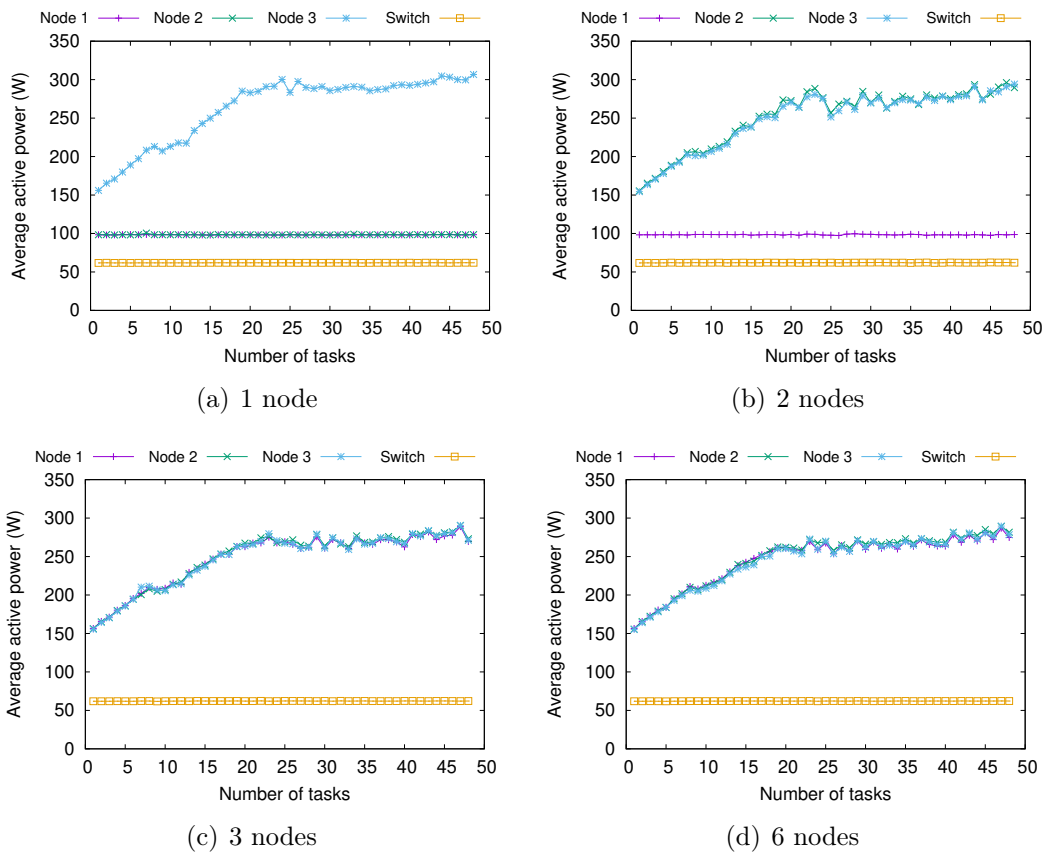 Node 1 Node 2 Node 3 Switch
350
300
250
200
150
100
50
0
Average active power (W)
0 5 10 15 20 25 30 35 40 45 50
Number of tasks
(a) 1 node
Node 1 Node 2 Node 3 Switch
350
300
250
200
150
100
50
0
Average active power (W)
0 5 10 15 20 25 30 35 40 45 50
Number of tasks
(b) 2 nodes
Node 1 Node 2 Node 3 Switch
350
300
250
200
150
100
50
0
Average active power (W)
0 5 10 15 20 25 30 35 40 45 50
Number of tasks
(c) 3 nodes
Node 1 Node 2 Node 3 Switch
350
300
250
200
150
100
50
0
Average active power (W)
0 5 10 15 20 25 30 35 40 45 50
Number of tasks
(d) 6 nodes